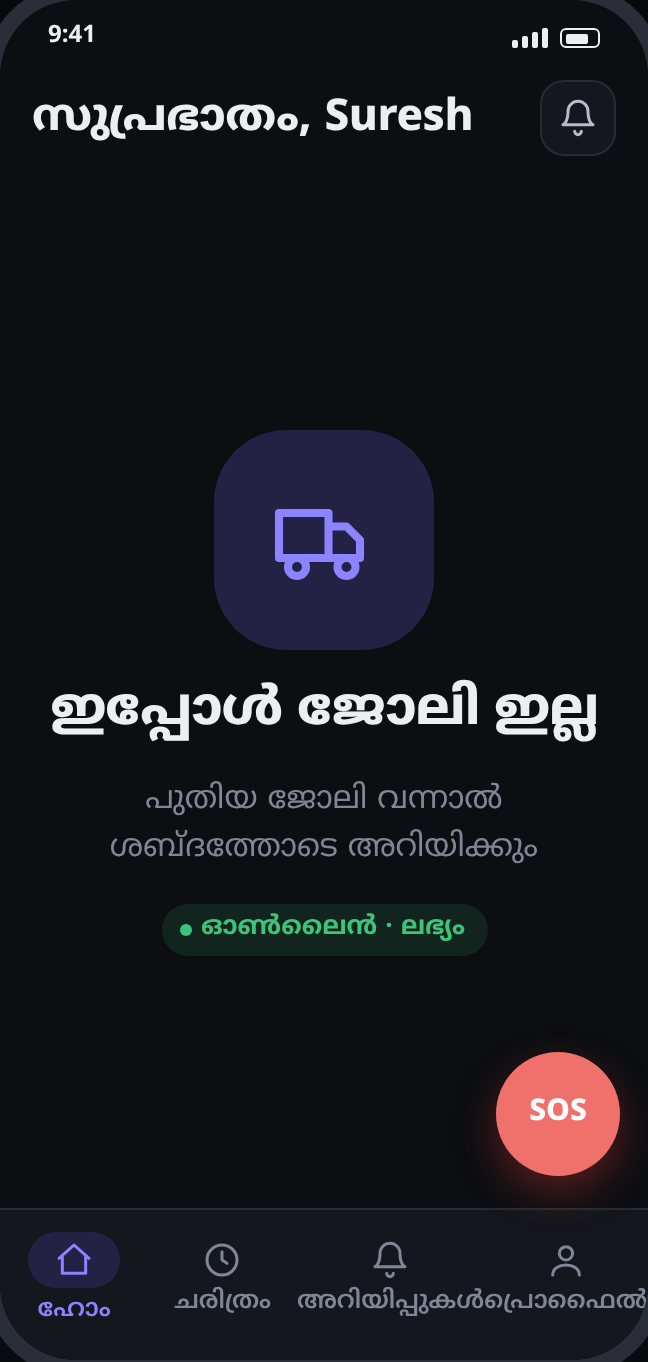 9:41
സുപ്രഭാതം, Suresh
ഇപ്പോൾ ജോലി ഇല്ല
പുതിയ ജോലി വന്നാൽ
ശബ്ദത്തോടെ അറിയിക്കും
ഓൺലൈൻ · ലഭ്യം
SOS
ഹോം ചരിത്രം അറിയിപ്പുകൾ പ്രൊഫൈൽ